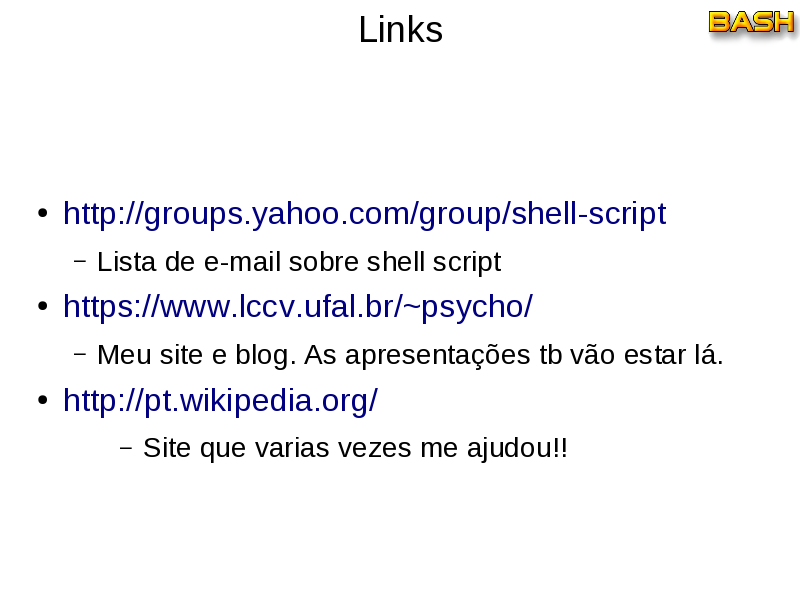 Links
BASH
• http://groups.yahoo.com/group/shell-script
– Lista de e-mail sobre shell script
• https://www.lccv.ufal.br/~psycho/
– Meu site e blog. As apresentações tb vão estar lá.
• http://pt.wikipedia.org/
– Site que varias vezes me ajudou!!